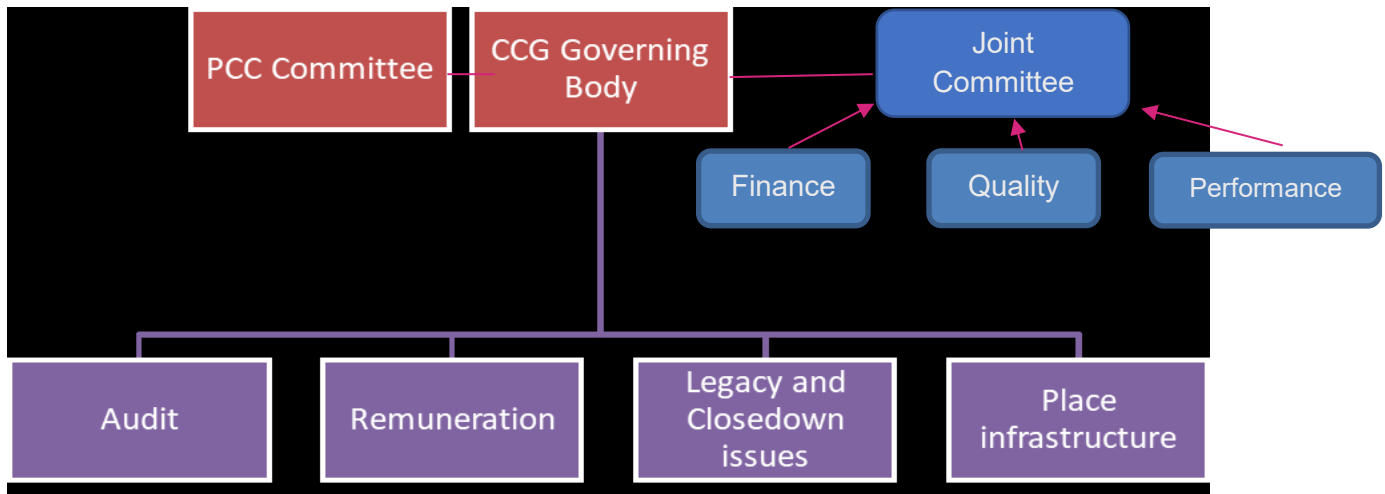 PCC Committee
CCG Governing
Body
Joint
Committee
Finance
Quality
Performance
Audit
Remuneration
Legacy and
Closedown
issues
Place
infrastructure